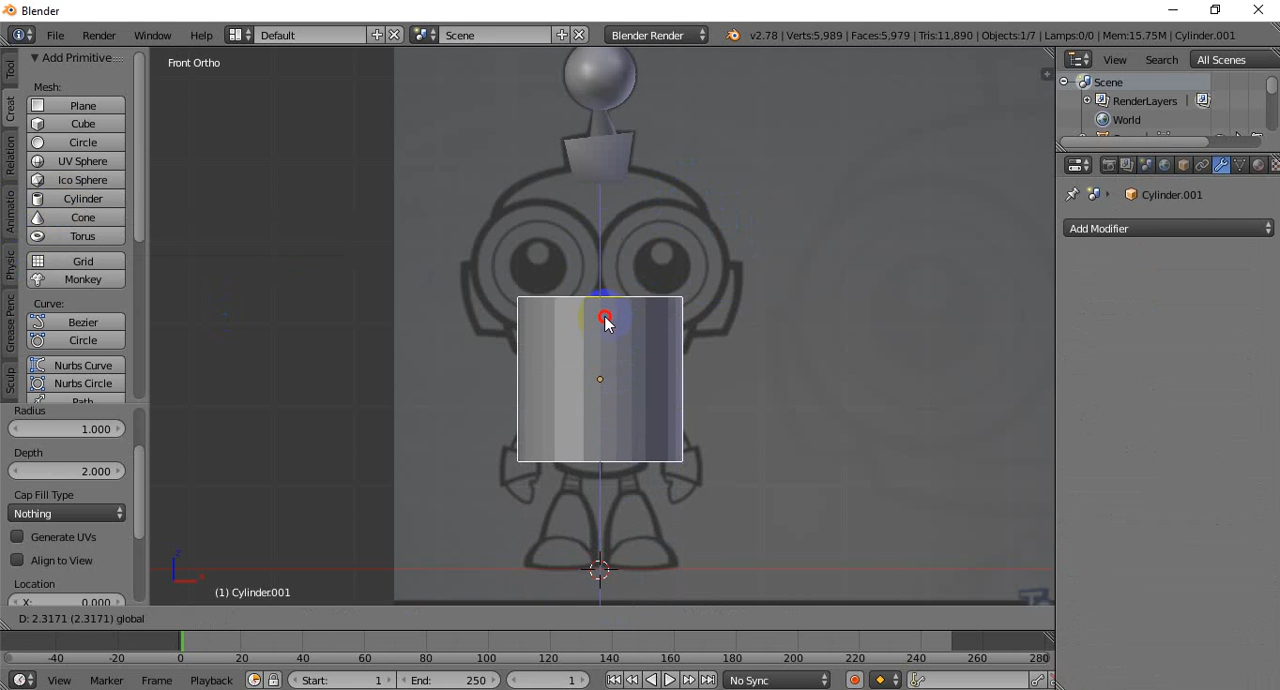 Blender
File Render Window Help Default Scene Blender Render v2.78 | Verts:5,989 | Faces:5,979 | Tris:11,890 | Objects:1/7 | Lamps:0/0 | Mem:15.75M | Cylinder.001
Add Primitive
Mesh:
Plane
Cube
Circle
UV Sphere
Ico Sphere
Cylinder
Cone
Torus
Grid
Monkey
Curve:
Bezier
Circle
Nurbs Curve
Nurbs Circle
Path
Radius
1.000
Depth
2.000
Cap Fill Type
Nothing
Generate UVs
Align to View
Location
X: 0.000
Tool
Creat
Relation
Animatio
Physic
Grease Penc
Sculp
Front Ortho
z
x
(1) Cylinder.001
D: 2.3171 (2.3171) global
View Search All Scenes
Scene
RenderLayers
World
Cylinder.001
Add Modifier
-40 -20 0 20 40 60 80 100 120 140 160 180 200 220 240 260 280
View Marker Frame Playback Start: 1 End: 250 1 No Sync